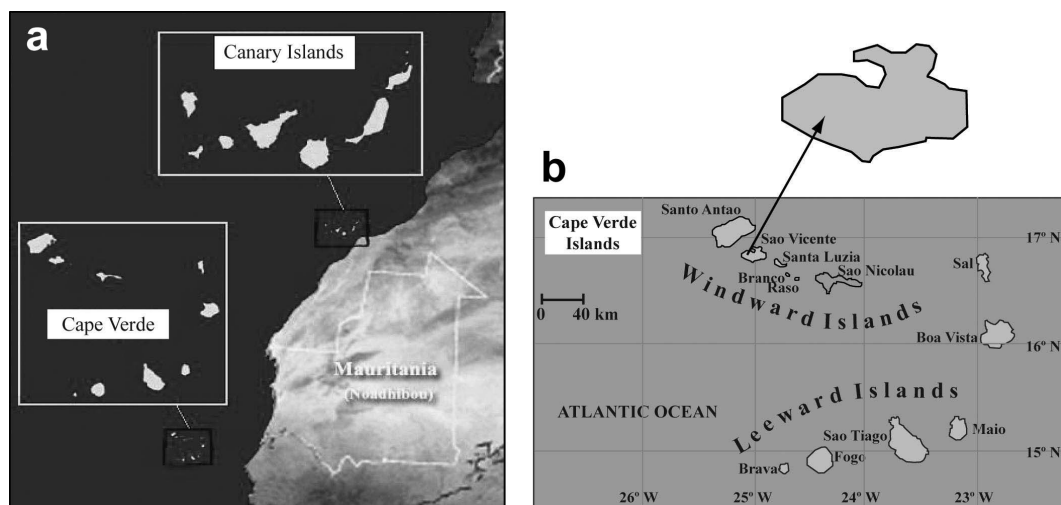 a
Canary Islands
Cape Verde
Mauritania
(Noadhibou)
b
Cape Verde
Islands
Santo Antao
Sao Vicente
Santa Luzia
Branco
Raso
Sao Nicolau
Sal
Boa Vista
Windward Islands
0 40 km
Leeward Islands
ATLANTIC OCEAN
Sao Tiago
Maio
Fogo
Brava
17° N
16° N
15° N
26° W
25° W
24° W
23° W